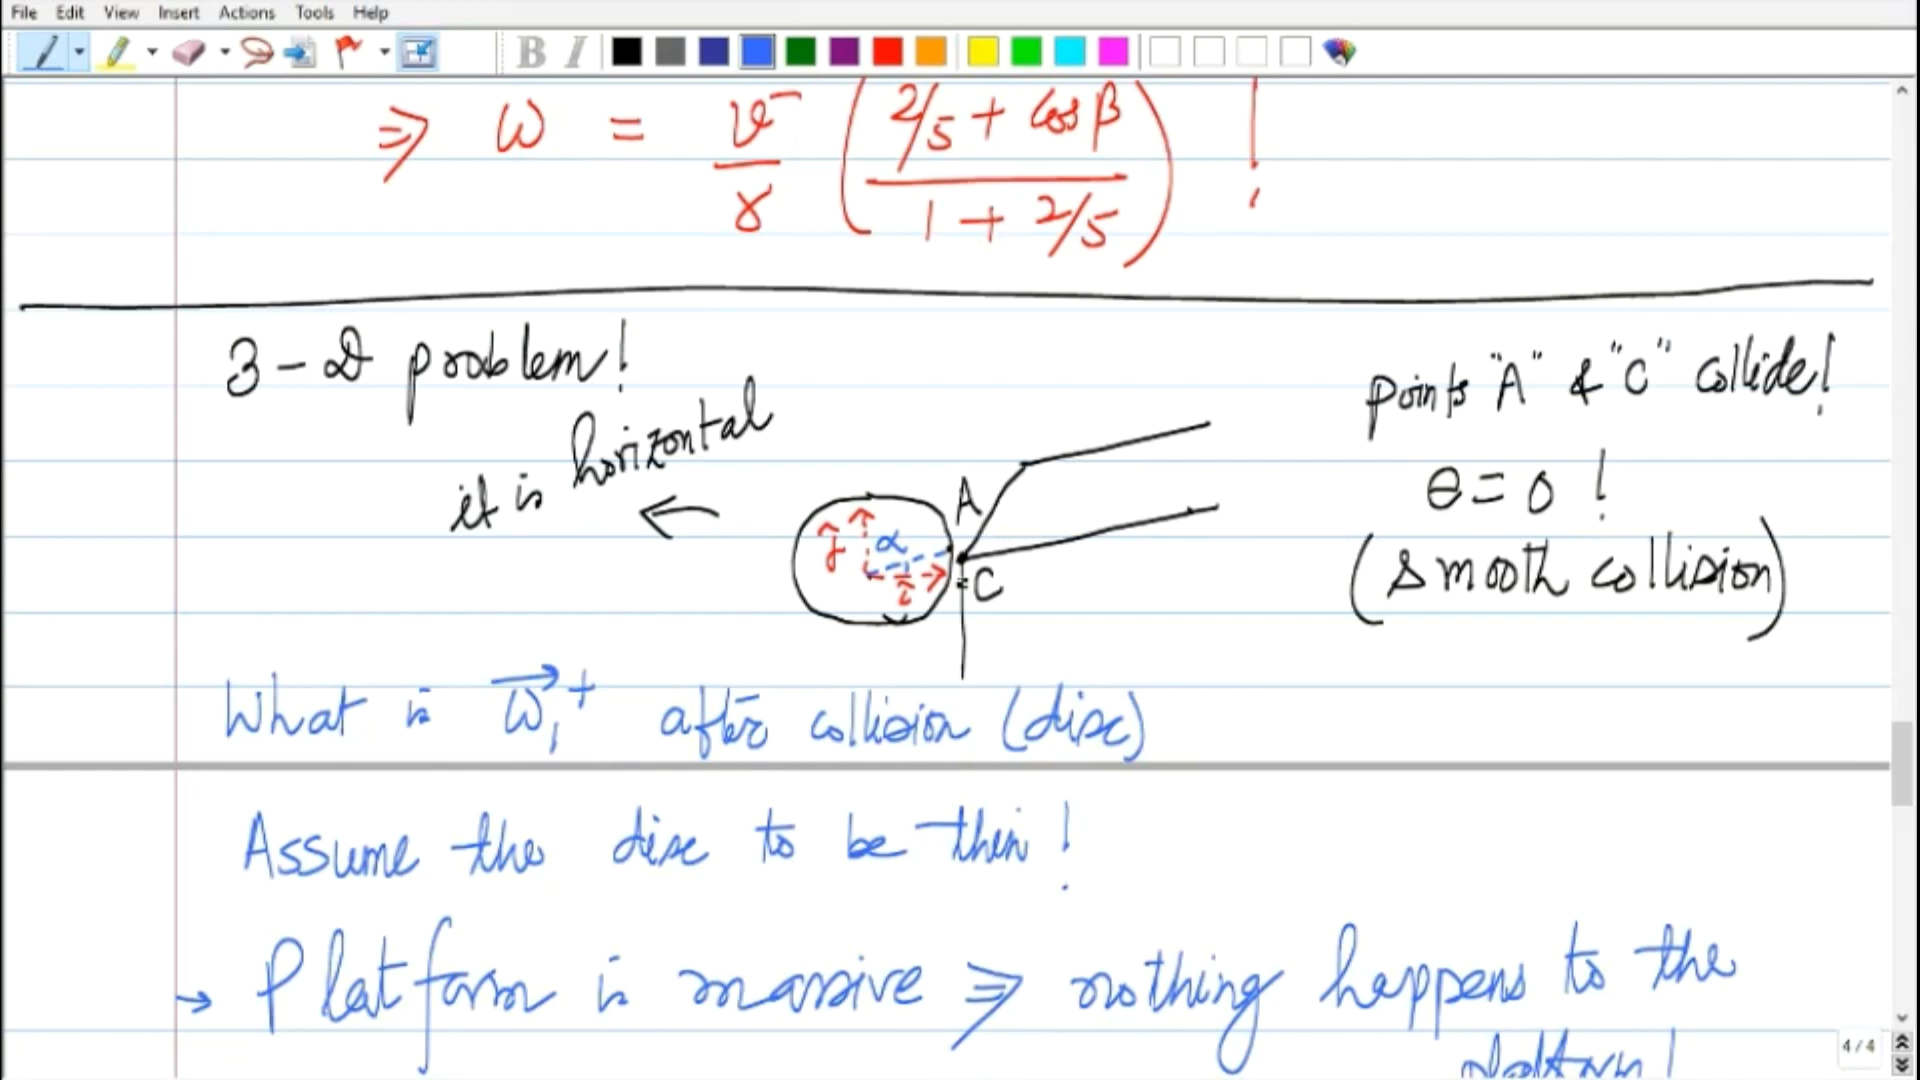 File Edit View Insert Actions Tools Help
B I
⇒ ω = v⁻/r ( (2/5 + cos β) / (1 + 2/5) ) !
3-D problem!
it is horizontal
←
A
ĵ α î
C
points "A" & "C" collide!
e = 0 !
(smooth collision)
What is ω₁⃗⁺ after collision (disc)
Assume the disc to be thin!
→ Platform is massive ⇒ nothing happens to the
platform!
4/4